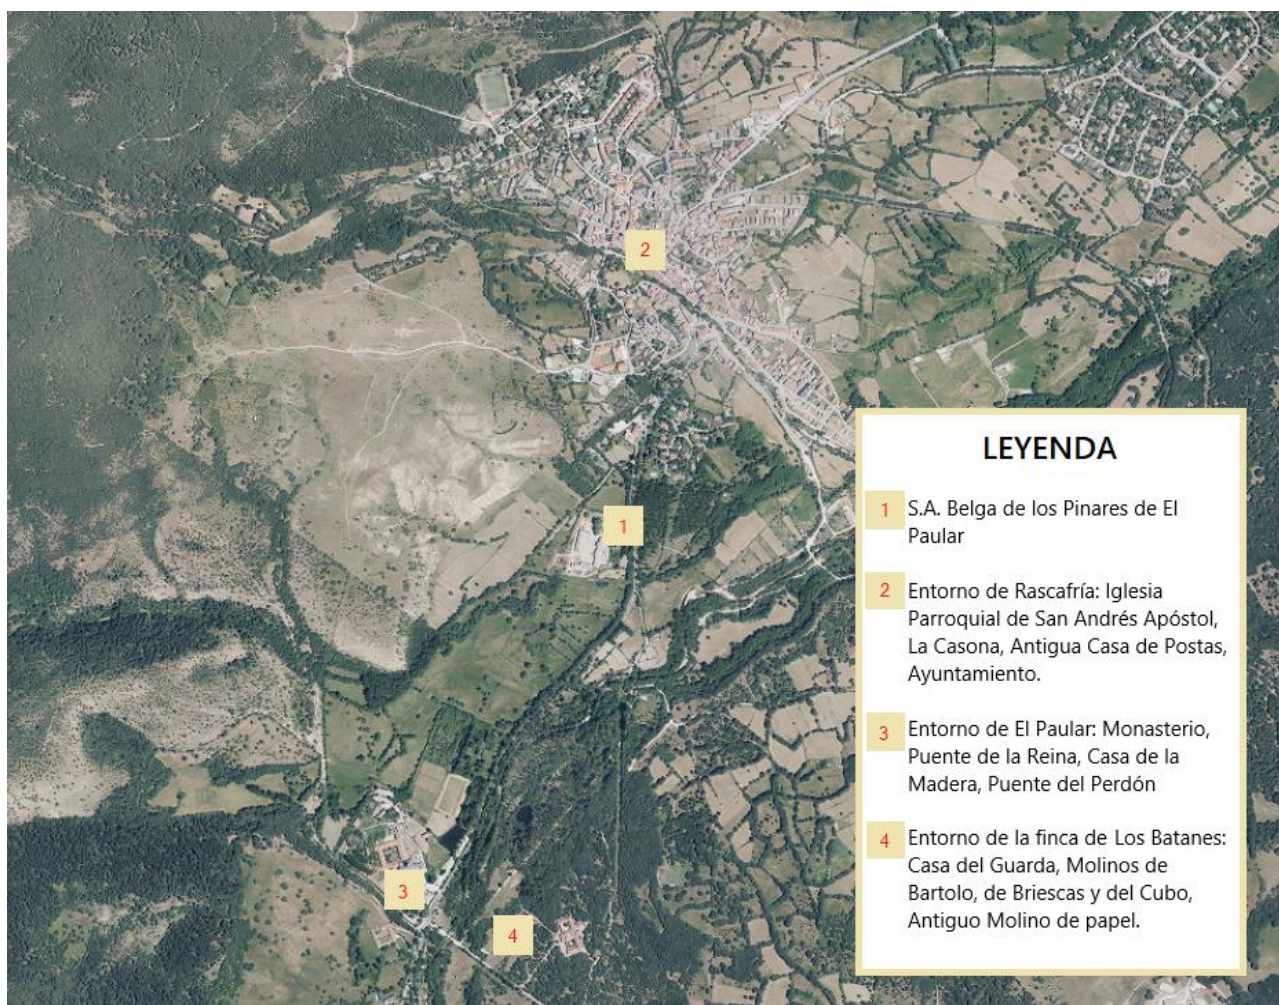 2
1
3
4
LEYENDA
1 S.A. Belga de los Pinares de El
Paular
2 Entorno de Rascafría: Iglesia
Parroquial de San Andrés Apóstol,
La Casona, Antigua Casa de Postas,
Ayuntamiento.
3 Entorno de El Paular: Monasterio,
Puente de la Reina, Casa de la
Madera, Puente del Perdón
4 Entorno de la finca de Los Batanes:
Casa del Guarda, Molinos de
Bartolo, de Briescas y del Cubo,
Antiguo Molino de papel.